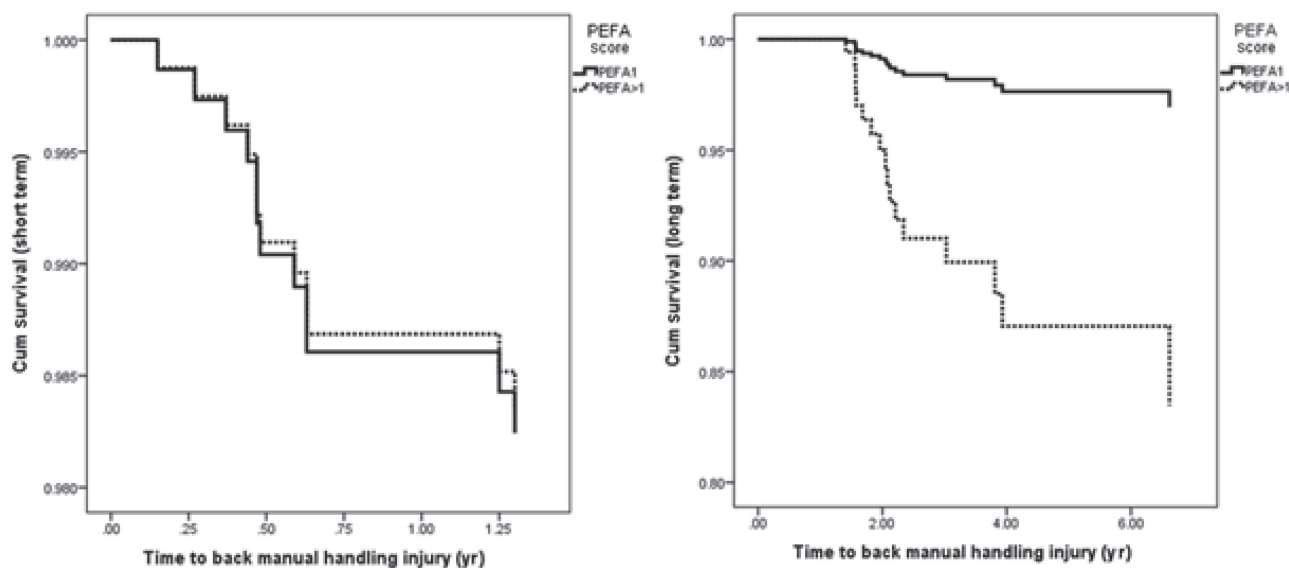 PEFA
score
PEFA1
PEFA>1
1.000
0.995
0.990
0.985
0.980
Cum survival (short term)
.00 .25 .50 .75 1.00 1.25
Time to back manual handling injury (yr)
PEFA
score
PEFA1
PEFA>1
1.00
0.95
0.90
0.85
0.80
Cum survival (long term)
.00 2.00 4.00 6.00
Time to back manual handling injury (yr)